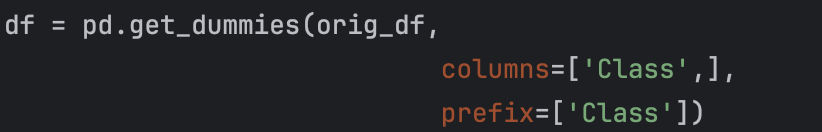 df = pd.get_dummies(orig_df,
columns=['Class',],
prefix=['Class'])